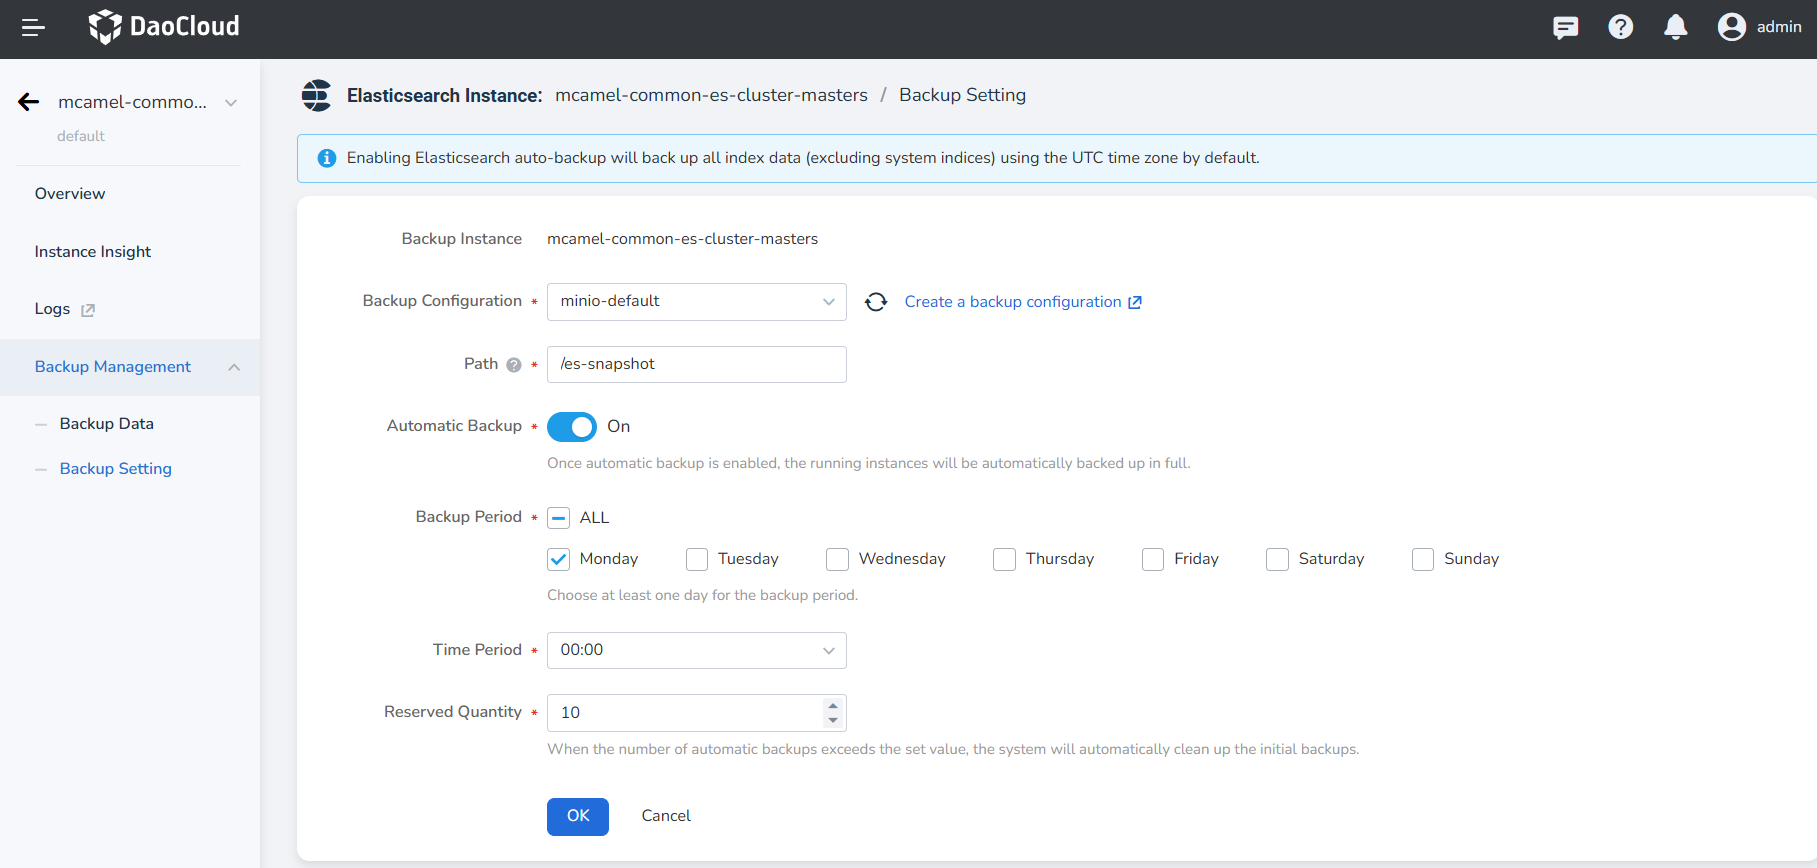 DaoCloud
admin
mcamel-commo...
default
Overview
Instance Insight
Logs
Backup Management
Backup Data
Backup Setting
Elasticsearch Instance: mcamel-common-es-cluster-masters / Backup Setting
Enabling Elasticsearch auto-backup will back up all index data (excluding system indices) using the UTC time zone by default.
Backup Instance mcamel-common-es-cluster-masters
Backup Configuration * minio-default Create a backup configuration
Path * /es-snapshot
Automatic Backup * On
Once automatic backup is enabled, the running instances will be automatically backed up in full.
Backup Period * ALL
Monday Tuesday Wednesday Thursday Friday Saturday Sunday
Choose at least one day for the backup period.
Time Period * 00:00
Reserved Quantity * 10
When the number of automatic backups exceeds the set value, the system will automatically clean up the initial backups.
OK Cancel